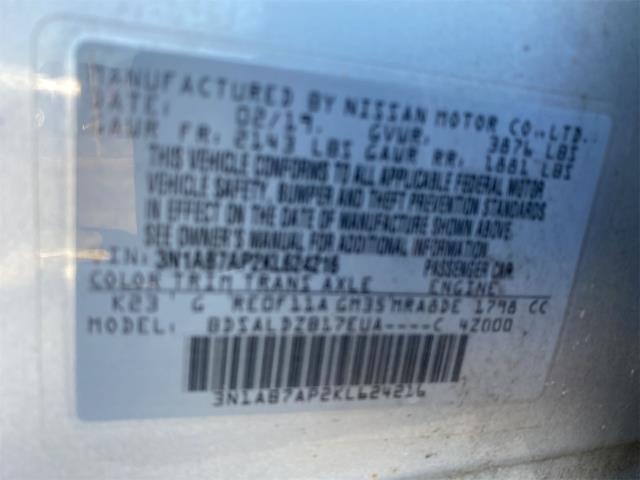 MANUFACTURED BY NISSAN MOTOR CO.,LTD.
DATE: 02/19. GVWR: 3876 LBS
GAWR FR: 2143 LBS GAWR RR: 1881 LBS
THIS VEHICLE CONFORMS TO ALL APPLICABLE FEDERAL MOTOR
VEHICLE SAFETY, BUMPER AND THEFT PREVENTION STANDARDS
IN EFFECT ON THE DATE OF MANUFACTURE SHOWN ABOVE.
SEE OWNER'S MANUAL FOR ADDITIONAL INFORMATION.
VIN: 3N1AB7AP2KL624216 PASSENGER CAR
COLOR TRIM TRANS AXLE ENGINE
K23 G RE0F11A GM35 MRA8DE 1798 CC
MODEL: BDSALDZB17EUA----C 4Z000
3N1AB7AP2KL624216